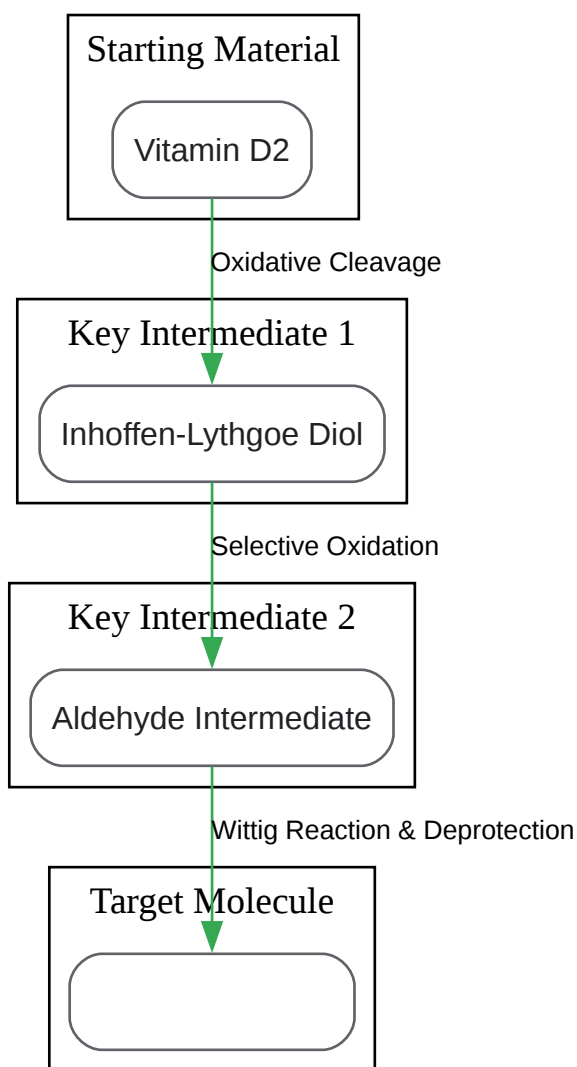 Starting Material
Vitamin D2
Oxidative Cleavage
Key Intermediate 1
Inhoffen-Lythgoe Diol
Selective Oxidation
Key Intermediate 2
Aldehyde Intermediate
Wittig Reaction & Deprotection
Target Molecule